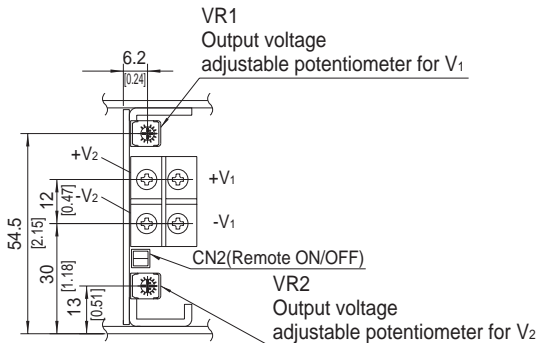 VR1
Output voltage
adjustable potentiometer for V1
6.2
[0.24]
+V2
+V1
12
[0.47]
-V2
-V1
54.5
[2.15]
CN2(Remote ON/OFF)
30
[1.18]
13
[0.51]
VR2
Output voltage
adjustable potentiometer for V2